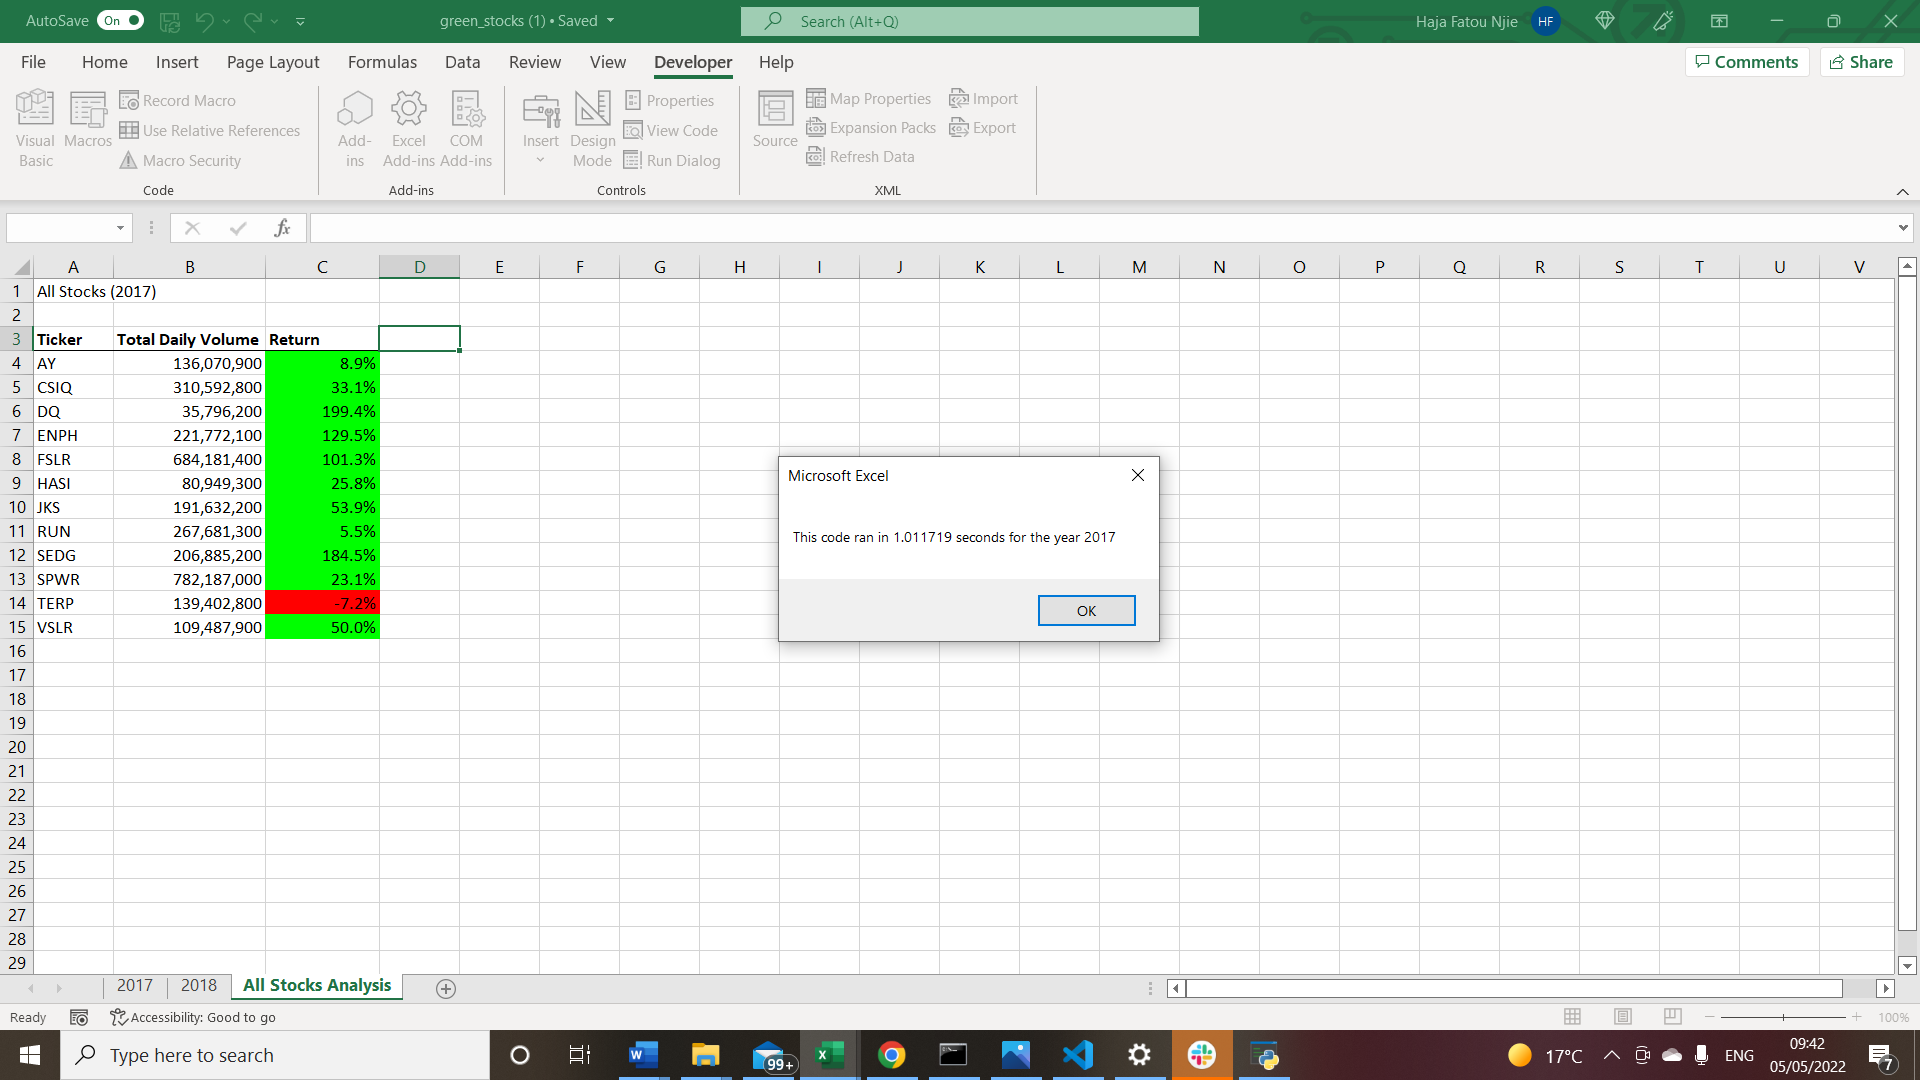 AutoSave On green_stocks (1) • Saved Search (Alt+Q) Haja Fatou Njie HF
File Home Insert Page Layout Formulas Data Review View Developer Help Comments Share
Visual Basic
Macros
Record Macro
Use Relative References
Macro Security
Code
Add-ins
Excel Add-ins
COM Add-ins
Add-ins
Insert
Design Mode
Properties
View Code
Run Dialog
Controls
Source
Map Properties
Expansion Packs
Refresh Data
Import
Export
XML
fx
A B C D E F G H I J K L M N O P Q R S T U V
1 All Stocks (2017)
2
3 Ticker Total Daily Volume Return
4 AY 136,070,900 8.9%
5 CSIQ 310,592,800 33.1%
6 DQ 35,796,200 199.4%
7 ENPH 221,772,100 129.5%
8 FSLR 684,181,400 101.3%
9 HASI 80,949,300 25.8%
10 JKS 191,632,200 53.9%
11 RUN 267,681,300 5.5%
12 SEDG 206,885,200 184.5%
13 SPWR 782,187,000 23.1%
14 TERP 139,402,800 -7.2%
15 VSLR 109,487,900 50.0%
16
17
18
19
20
21
22
23
24
25
26
27
28
29
Microsoft Excel
This code ran in 1.011719 seconds for the year 2017
OK
2017 2018 All Stocks Analysis
Ready Accessibility: Good to go 100%
Type here to search 99+ 17°C ENG 09:42
05/05/2022 7